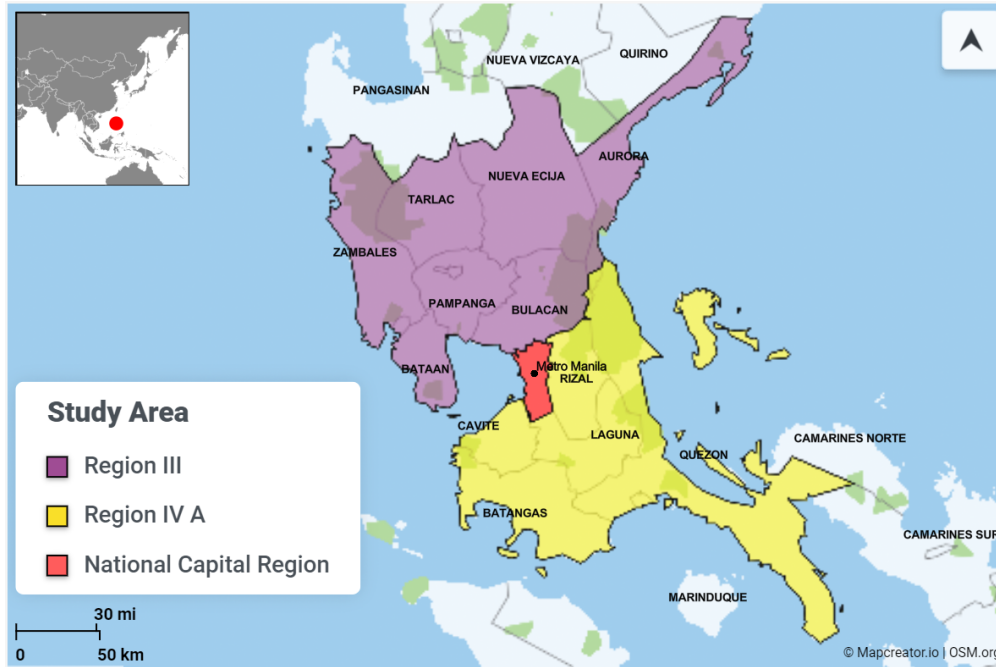 NUEVA VIZCAYA
QUIRINO
PANGASINAN
AURORA
NUEVA ECIJA
TARLAC
ZAMBALES
PAMPANGA
BULACAN
BATAAN
Metro Manila
RIZAL
CAVITE
LAGUNA
QUEZON
CAMARINES NORTE
BATANGAS
CAMARINES SUR
MARINDUQUE
Study Area
Region III
Region IV A
National Capital Region
30 mi
0 50 km
© Mapcreator.io | OSM.org